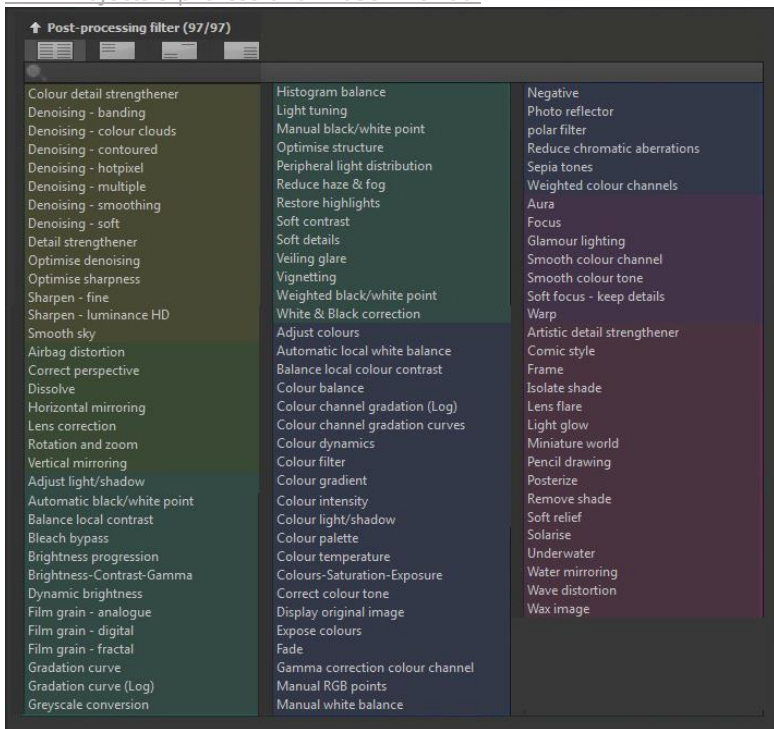 Post-processing filter (97/97)
Colour detail strengthener
Denoising - banding
Denoising - colour clouds
Denoising - contoured
Denoising - hotpixel
Denoising - multiple
Denoising - smoothing
Denoising - soft
Detail strengthener
Optimise denoising
Optimise sharpness
Sharpen - fine
Sharpen - luminance HD
Smooth sky
Airbag distortion
Correct perspective
Dissolve
Horizontal mirroring
Lens correction
Rotation and zoom
Vertical mirroring
Adjust light/shadow
Automatic black/white point
Balance local contrast
Bleach bypass
Brightness progression
Brightness-Contrast-Gamma
Dynamic brightness
Film grain - analogue
Film grain - digital
Film grain - fractal
Gradation curve
Gradation curve (Log)
Greyscale conversion
Histogram balance
Light tuning
Manual black/white point
Optimise structure
Peripheral light distribution
Reduce haze & fog
Restore highlights
Soft contrast
Soft details
Veiling glare
Vignetting
Weighted black/white point
White & Black correction
Adjust colours
Automatic local white balance
Balance local colour contrast
Colour balance
Colour channel gradation (Log)
Colour channel gradation curves
Colour dynamics
Colour filter
Colour gradient
Colour intensity
Colour light/shadow
Colour palette
Colour temperature
Colours-Saturation-Exposure
Correct colour tone
Display original image
Expose colours
Fade
Gamma correction colour channel
Manual RGB points
Manual white balance
Negative
Photo reflector
polar filter
Reduce chromatic aberrations
Sepia tones
Weighted colour channels
Aura
Focus
Glamour lighting
Smooth colour channel
Smooth colour tone
Soft focus - keep details
Warp
Artistic detail strengthener
Comic style
Frame
Isolate shade
Lens flare
Light glow
Miniature world
Pencil drawing
Posterize
Remove shade
Soft relief
Solarise
Underwater
Water mirroring
Wave distortion
Wax image